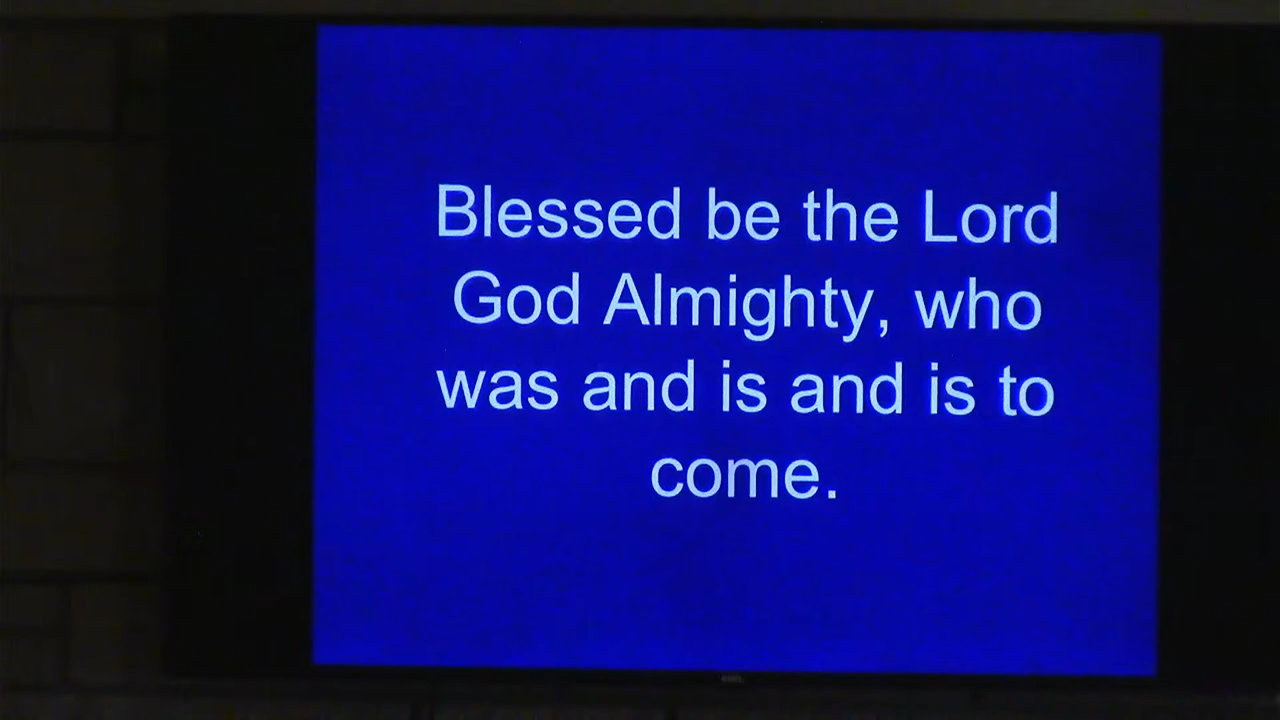 Blessed be the Lord
God Almighty, who
was and is and is to
come.